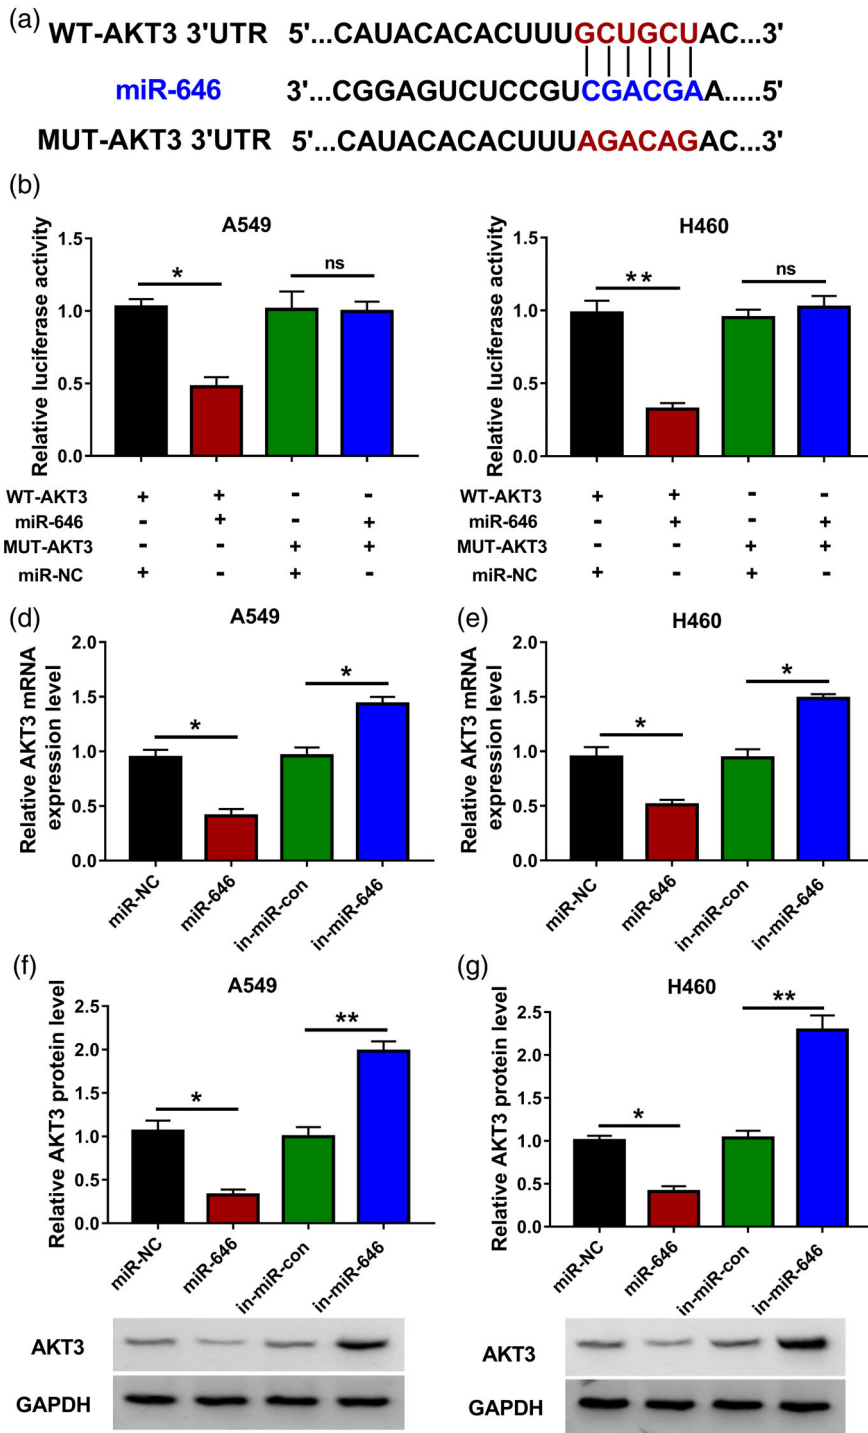 (a)
WT-AKT3 3'UTR 5'...CAUACACACUUUGCUGCUAC...3'
miR-646 3'...CGGAGUCUCCGUCGACGAA.....5'
MUT-AKT3 3'UTR 5'...CAUACACACUUUAGACAGAC...3'
(b)
A549
Relative luciferase activity
1.5
1.0
0.5
0.0
*
ns
WT-AKT3 + + - -
miR-646 - + - +
MUT-AKT3 - - + +
miR-NC + - + -
H460
Relative luciferase activity
1.5
1.0
0.5
0.0
**
ns
WT-AKT3 + + - -
miR-646 - + - +
MUT-AKT3 - - + +
miR-NC + - + -
(d)
A549
Relative AKT3 mRNA
expression level
2.0
1.5
1.0
0.5
0.0
*
*
miR-NC
miR-646
in-miR-con
in-miR-646
(e)
H460
Relative AKT3 mRNA
expression level
2.0
1.5
1.0
0.5
0.0
*
*
miR-NC
miR-646
in-miR-con
in-miR-646
(f)
A549
Relative AKT3 protein level
2.5
2.0
1.5
1.0
0.5
0.0
*
**
miR-NC
miR-646
in-miR-con
in-miR-646
AKT3
GAPDH
(g)
H460
Relative AKT3 protein level
2.5
2.0
1.5
1.0
0.5
0.0
*
**
miR-NC
miR-646
in-miR-con
in-miR-646
AKT3
GAPDH